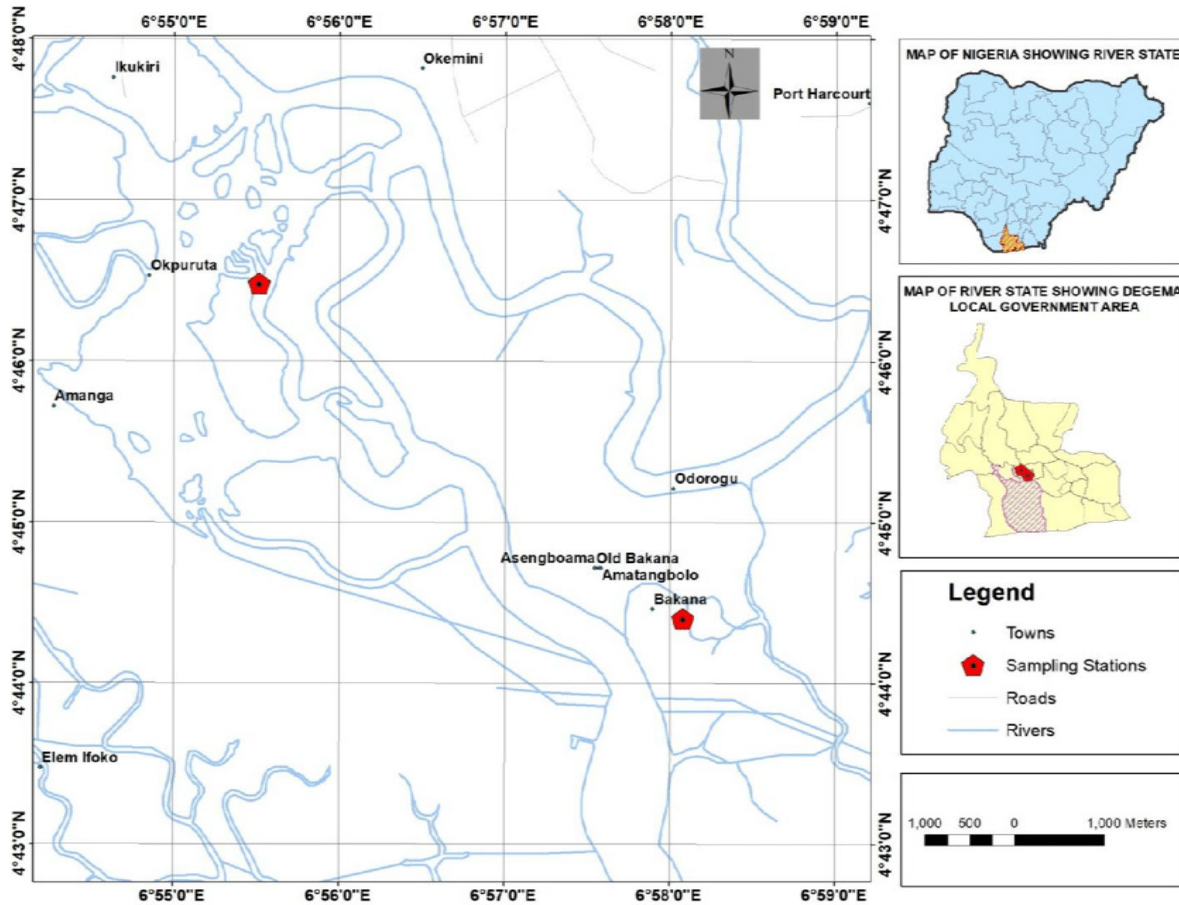 6°55'0"E 6°56'0"E 6°57'0"E 6°58'0"E 6°59'0"E
4°48'0"N
4°48'0"N
Ikukiri
Okemini
N
Port Harcourt
4°47'0"N
4°47'0"N
Okpuruta
4°46'0"N
4°46'0"N
Amanga
Odorogu
4°45'0"N
4°45'0"N
Asengboama Old Bakana
Amatangbolo
Bakana
4°44'0"N
4°44'0"N
Elem Ifoko
4°43'0"N
4°43'0"N
6°55'0"E 6°56'0"E 6°57'0"E 6°58'0"E 6°59'0"E
MAP OF NIGERIA SHOWING RIVER STATE
MAP OF RIVER STATE SHOWING DEGEMA
LOCAL GOVERNMENT AREA
Legend
Towns
Sampling Stations
Roads
Rivers
1,000 500 0 1,000 Meters